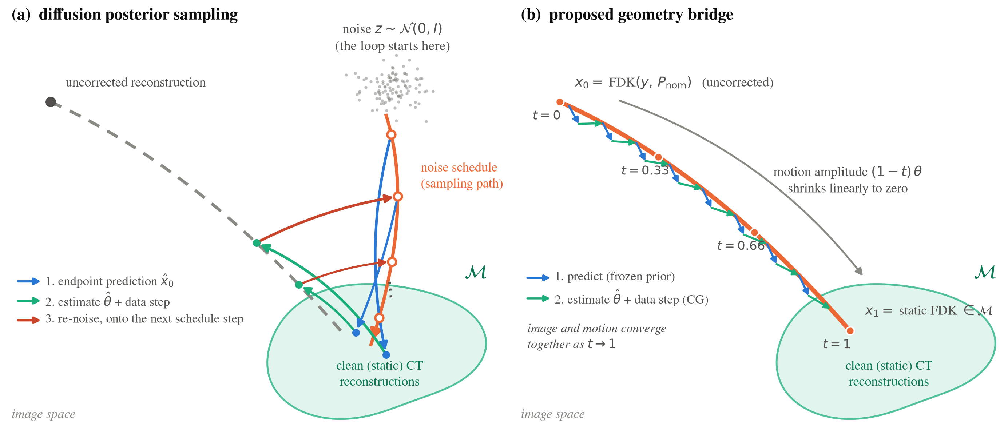 (a) diffusion posterior sampling
noise z ∼ 𝒩(0, I)
(the loop starts here)
uncorrected reconstruction
noise schedule
(sampling path)
ℳ
1. endpoint prediction x̂₀
2. estimate θ̂ + data step
3. re-noise, onto the next schedule step
clean (static) CT
reconstructions
image space
(b) proposed geometry bridge
x₀ = FDK(y, Pₙₒₘ) (uncorrected)
t = 0
t = 0.33
motion amplitude (1 − t) θ
shrinks linearly to zero
t = 0.66
ℳ
1. predict (frozen prior)
2. estimate θ̂ + data step (CG)
x₁ = static FDK ∈ ℳ
image and motion converge
together as t → 1
t = 1
clean (static) CT
reconstructions
image space